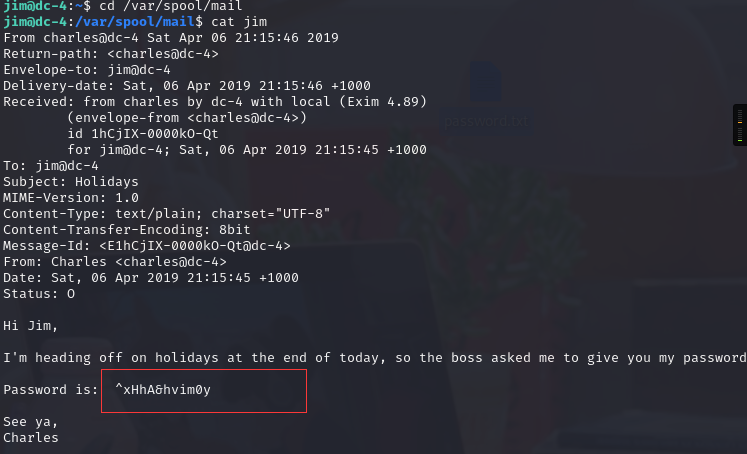 jim@dc-4:~$ cd /var/spool/mail
jim@dc-4:/var/spool/mail$ cat jim
From charles@dc-4 Sat Apr 06 21:15:46 2019
Return-path: <charles@dc-4>
Envelope-to: jim@dc-4
Delivery-date: Sat, 06 Apr 2019 21:15:46 +1000
Received: from charles by dc-4 with local (Exim 4.89)
        (envelope-from <charles@dc-4>)
        id 1hCjIX-0000kO-Qt
        for jim@dc-4; Sat, 06 Apr 2019 21:15:45 +1000
To: jim@dc-4
Subject: Holidays
MIME-Version: 1.0
Content-Type: text/plain; charset="UTF-8"
Content-Transfer-Encoding: 8bit
Message-Id: <E1hCjIX-0000kO-Qt@dc-4>
From: Charles <charles@dc-4>
Date: Sat, 06 Apr 2019 21:15:45 +1000
Status: O
Hi Jim,
I'm heading off on holidays at the end of today, so the boss asked me to give you my password
Password is:  ^xHhA&hvim0y
See ya,
Charles